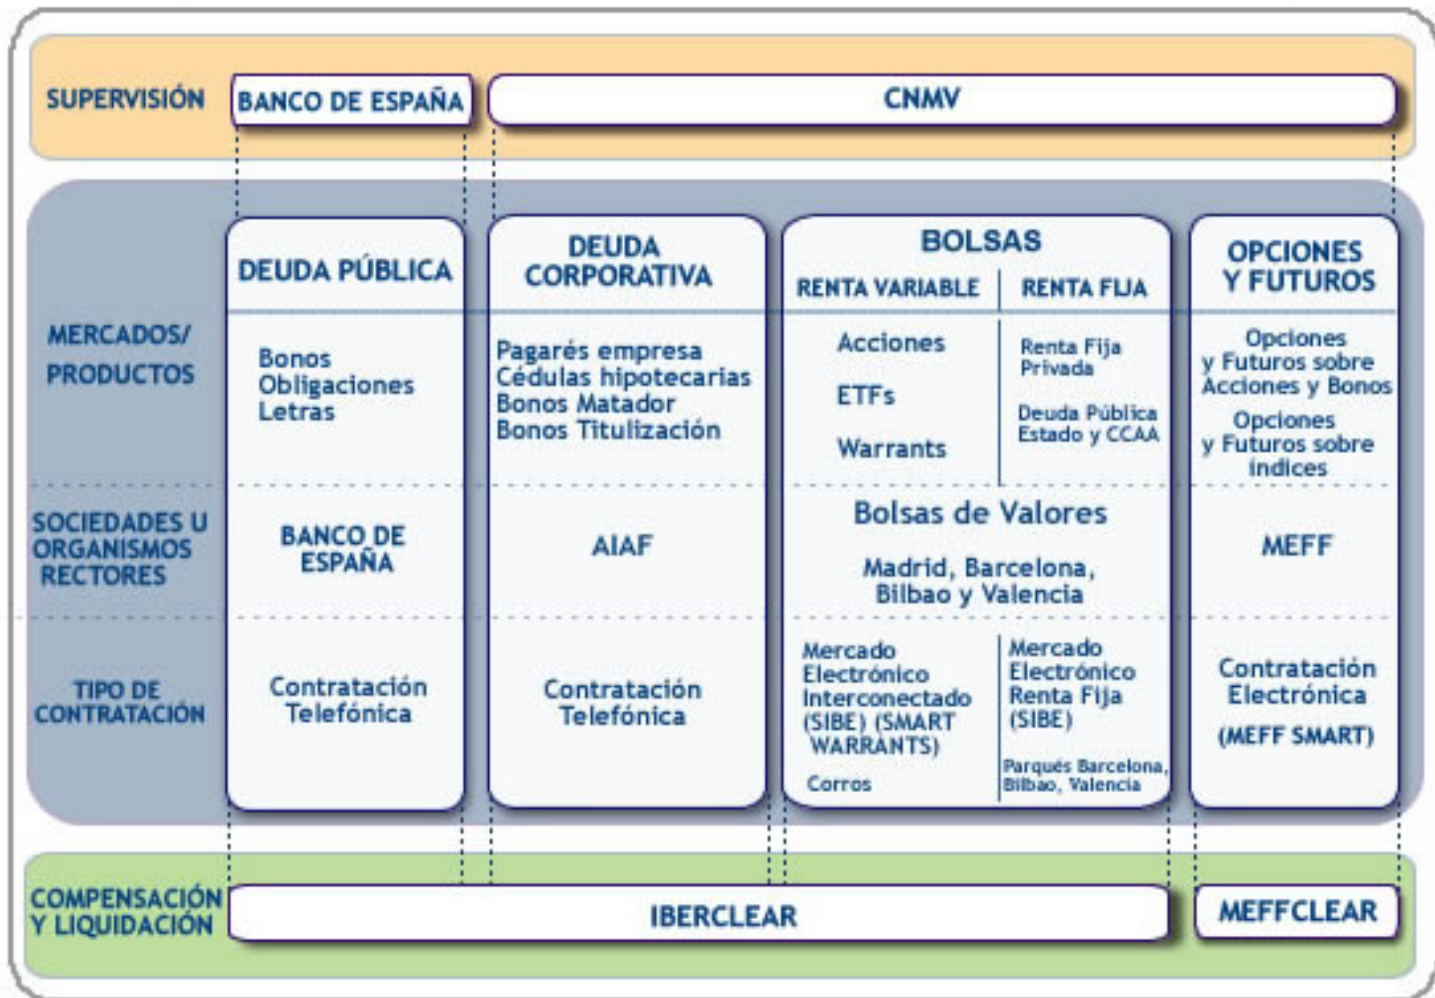 SUPERVISIÓN
BANCO DE ESPAÑA
CNMV
MERCADOS/
PRODUCTOS
DEUDA PÚBLICA
Bonos
Obligaciones
Letras
DEUDA
CORPORATIVA
Pagarés empresa
Cédulas hipotecarias
Bonos Matador
Bonos Titulización
BOLSAS
RENTA VARIABLE
Acciones
ETFs
Warrants
RENTA FIJA
Renta Fija
Privada
Deuda Pública
Estado y CCAA
OPCIONES
Y FUTUROS
Opciones
y Futuros sobre
Acciones y Bonos
Opciones
y Futuros sobre
índices
SOCIEDADES U
ORGANISMOS
RECTORES
BANCO DE
ESPAÑA
AIAF
Bolsas de Valores
Madrid, Barcelona,
Bilbao y Valencia
MEFF
TIPO DE
CONTRATACIÓN
Contratación
Telefónica
Contratación
Telefónica
Mercado
Electrónico
Interconectado
(SIBE) (SMART
WARRANTS)
Corros
Mercado
Electrónico
Renta Fija
(SIBE)
Parqués Barcelona,
Bilbao, Valencia
Contratación
Electrónica
(MEFF SMART)
COMPENSACIÓN
Y LIQUIDACIÓN
IBERCLEAR
MEFFCLEAR